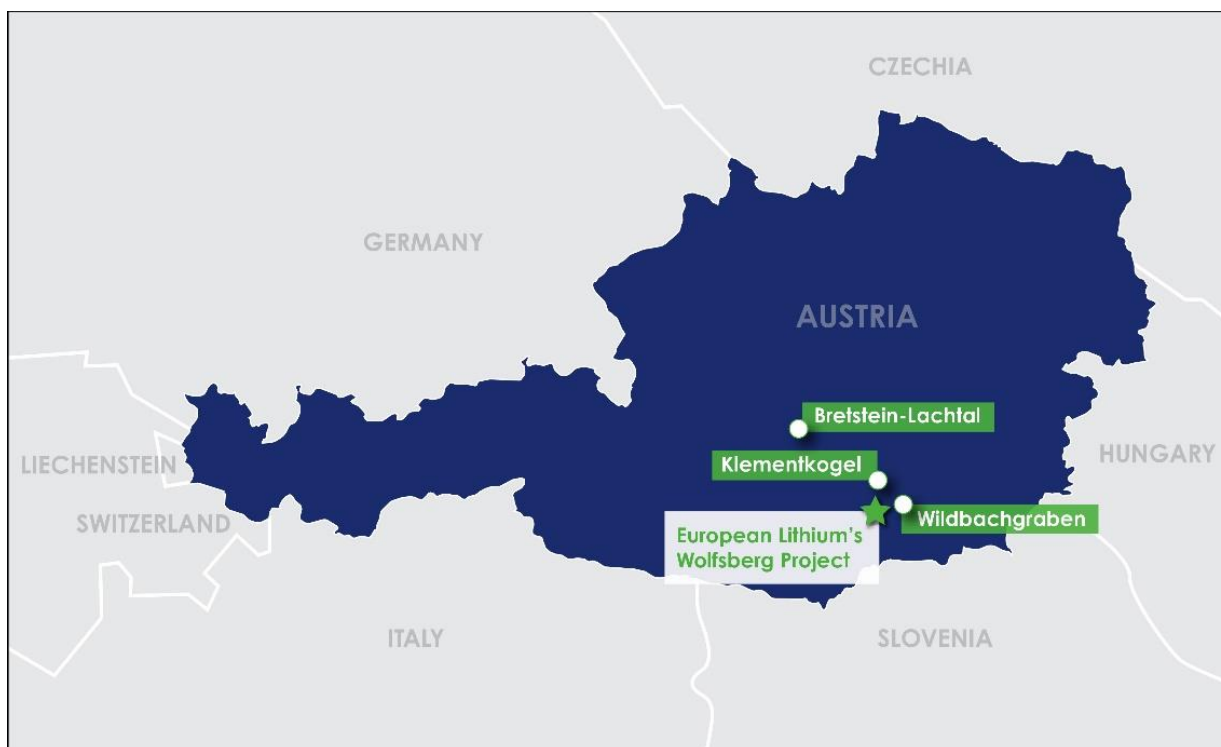 CZECHIA
GERMANY
AUSTRIA
Bretstein-Lachtal
Klementkogel
HUNGARY
LIECHENSTEIN
SWITZERLAND
Wildbachgraben
European Lithium's
Wolfsberg Project
ITALY
SLOVENIA